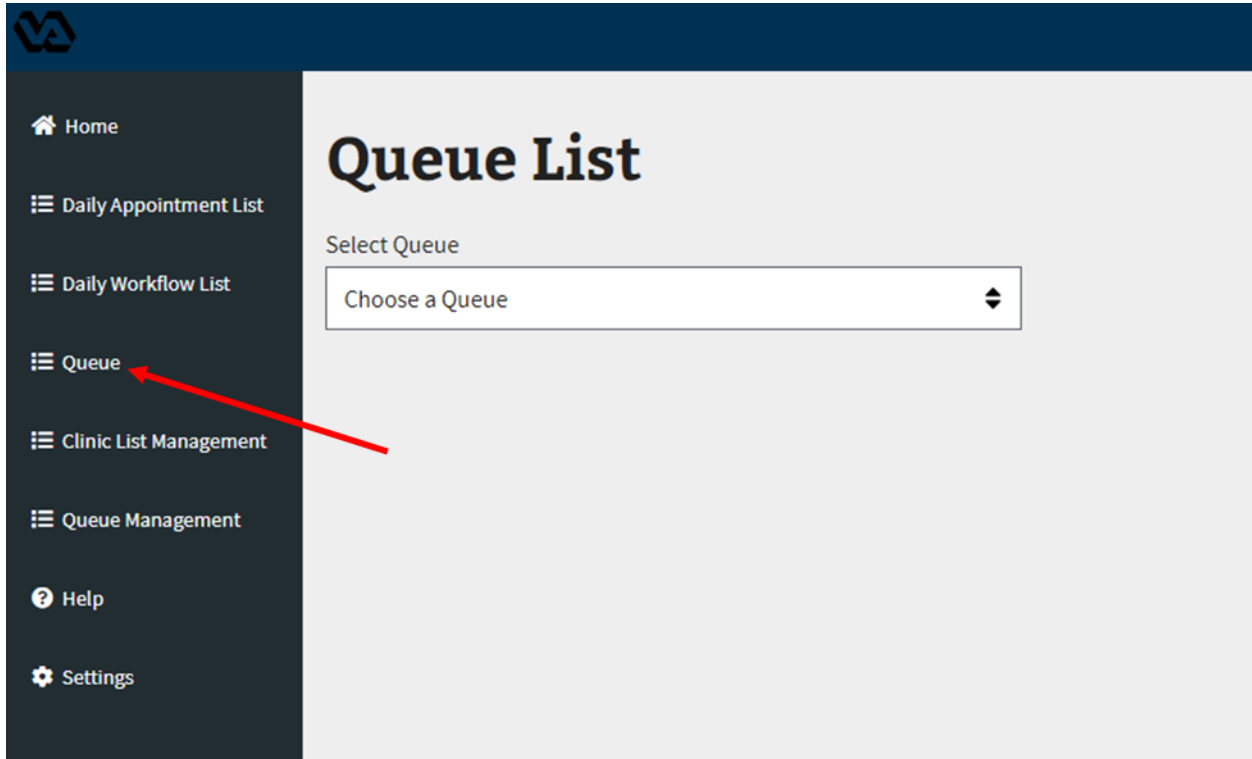 VA
Home
Daily Appointment List
Daily Workflow List
Queue
Clinic List Management
Queue Management
Help
Settings
Queue List
Select Queue
Choose a Queue